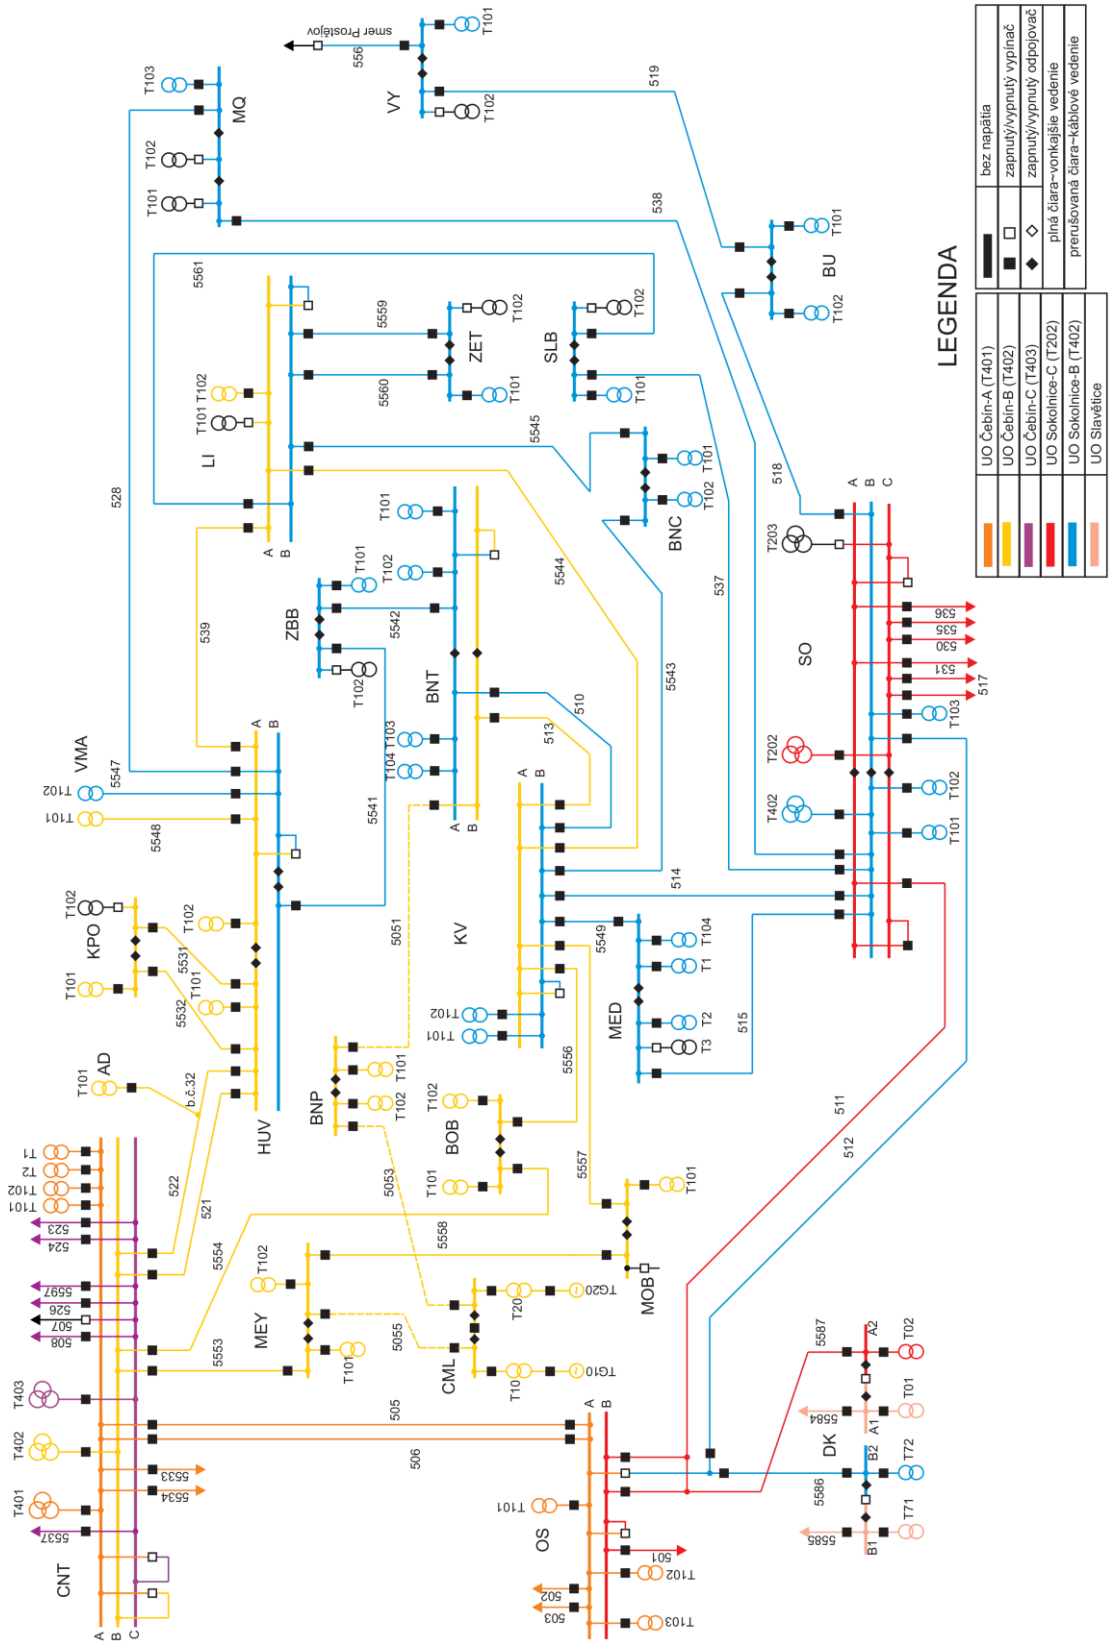 CNT
A
B
C
5537
T401
5534
5533
T402
T403
508
507
526
5597
524
523
T101
T102
T2
T1
522
521
5554
5553
505
506
AD
T101
b.č.32
KPO
T101
T102
5532
5531
T101
T102
HUV
A
B
VMA
T101
T102
5548
5547
528
539
5541
MEY
T101
T102
5055
5558
CML
T10
TG10
T20
TG20
5053
BNP
T102
T101
5051
BOB
T101
T102
5556
5557
MOB
T101
ZBB
T102
T101
5542
BNT
A
B
T104
T103
T102
T101
513
510
KV
A
B
T101
T102
5544
5543
514
5549
MED
T3
T2
T1
T104
515
LI
A
B
T101
T102
5545
5560
5559
5561
ZET
T101
T102
SLB
T101
T102
BNC
T102
T101
MQ
T101
T102
T103
538
537
VY
T102
T101
556
smer Prostějov
519
BU
T102
T101
518
SO
A
B
C
T402
T202
T203
T101
T102
T103
517
531
530
535
536
511
512
OS
A
B
503
502
501
T103
T102
T101
DK
5585
5586
5584
5587
B1
B2
A1
A2
T71
T72
T01
T02
LEGENDA
UO Čebín-A (T401)
UO Čebín-B (T402)
UO Čebín-C (T403)
UO Sokolnice-C (T202)
UO Sokolnice-B (T402)
UO Slavětice
bez napätia
zapnutý/vypnutý vypínač
zapnutý/vypnutý odpojovač
plná čiara~vonkajšie vedenie
prerušovaná čiara~káblové vedenie